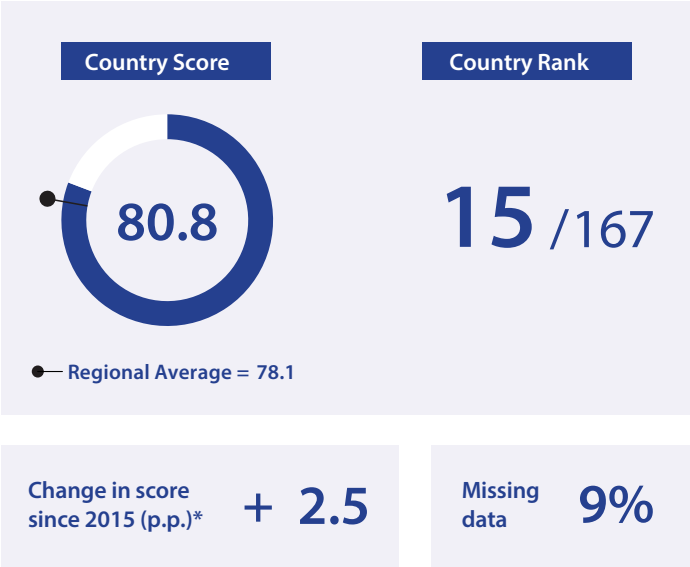 Country Score
Country Rank
80.8
15 /167
Regional Average = 78.1
Change in score
since 2015 (p.p.)*
+ 2.5
Missing
data
9%